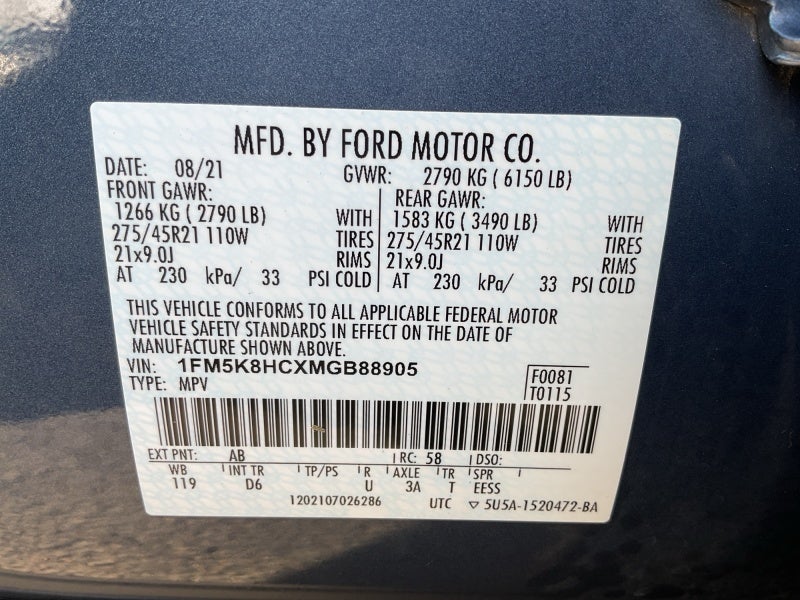 MFD. BY FORD MOTOR CO.
DATE: 08/21 GVWR: 2790 KG ( 6150 LB)
FRONT GAWR: REAR GAWR:
1266 KG ( 2790 LB) WITH 1583 KG ( 3490 LB) WITH
275/45R21 110W TIRES 275/45R21 110W TIRES
21x9.0J RIMS 21x9.0J RIMS
AT 230 kPa/ 33 PSI COLD AT 230 kPa/ 33 PSI COLD
THIS VEHICLE CONFORMS TO ALL APPLICABLE FEDERAL MOTOR
VEHICLE SAFETY STANDARDS IN EFFECT ON THE DATE OF
MANUFACTURE SHOWN ABOVE.
VIN: 1FM5K8HCXMGB88905 F0081
TYPE: MPV T0115
EXT PNT: AB RC: 58 DSO:
WB INT TR TP/PS R AXLE TR SPR
119 D6 U 3A T EESS
1202107026286 UTC ▽ 5U5A-1520472-BA